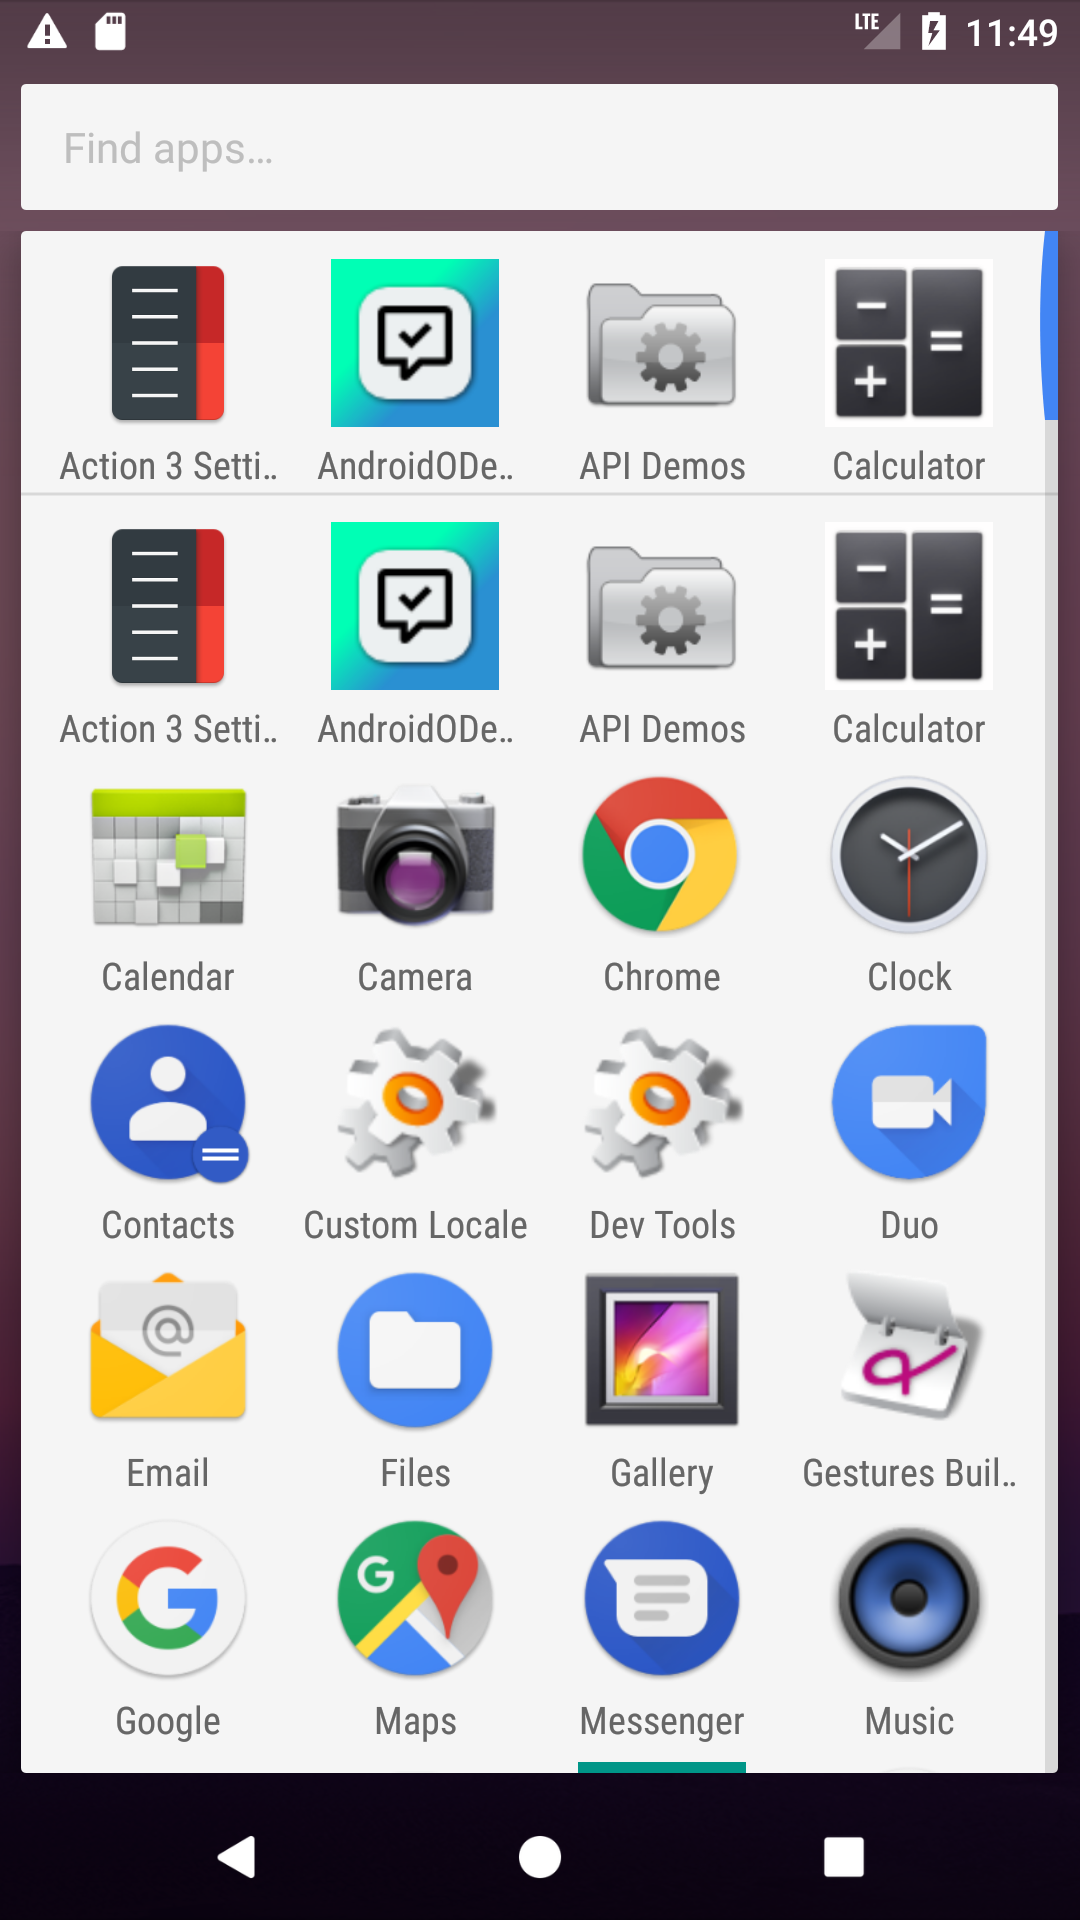 LTE 11:49
Find apps...
Action 3 Setti.. AndroidODe.. API Demos Calculator
Action 3 Setti.. AndroidODe.. API Demos Calculator
Calendar Camera Chrome Clock
Contacts Custom Locale Dev Tools Duo
Email Files Gallery Gestures Buil..
Google Maps Messenger Music